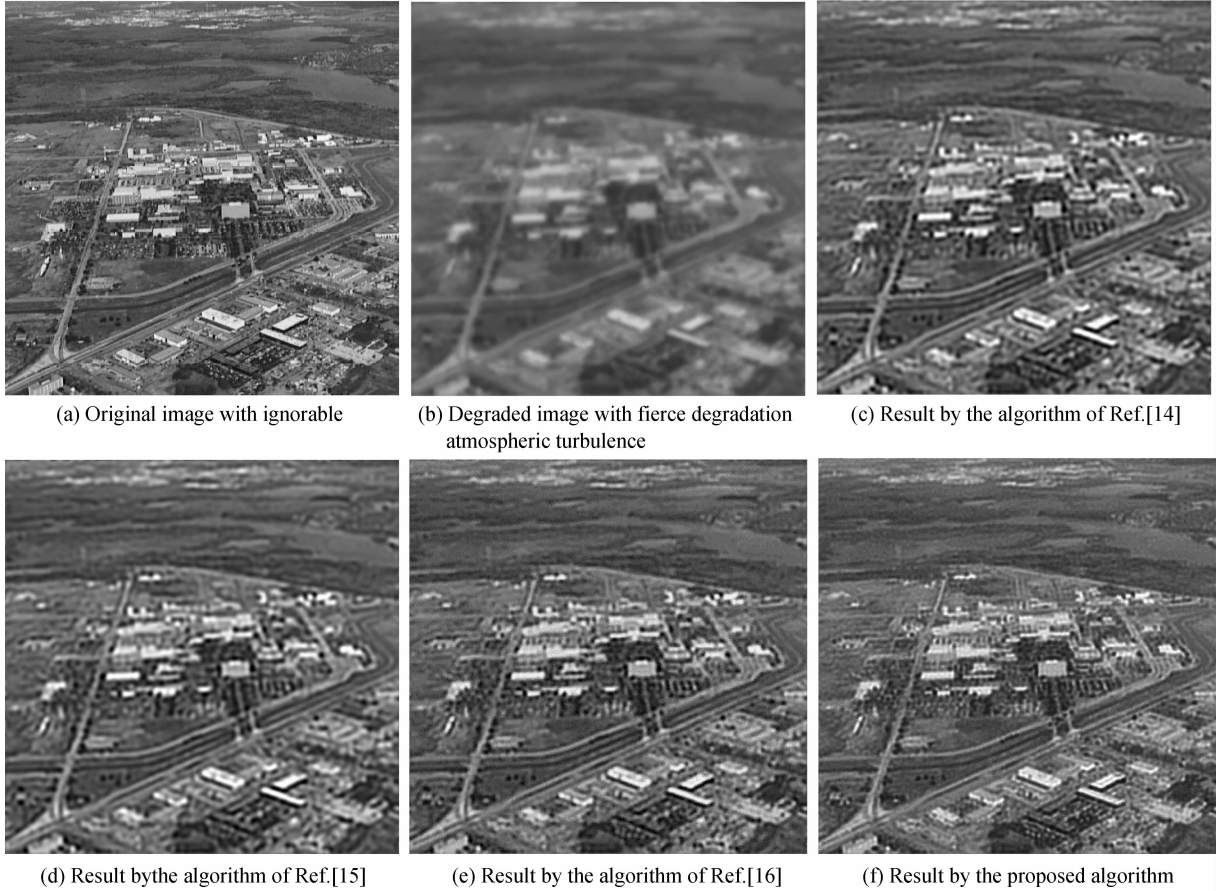 (a) Original image with ignorable
(b) Degraded image with fierce degradation
atmospheric turbulence
(c) Result by the algorithm of Ref.[14]
(d) Result bythe algorithm of Ref.[15]
(e) Result by the algorithm of Ref.[16]
(f) Result by the proposed algorithm